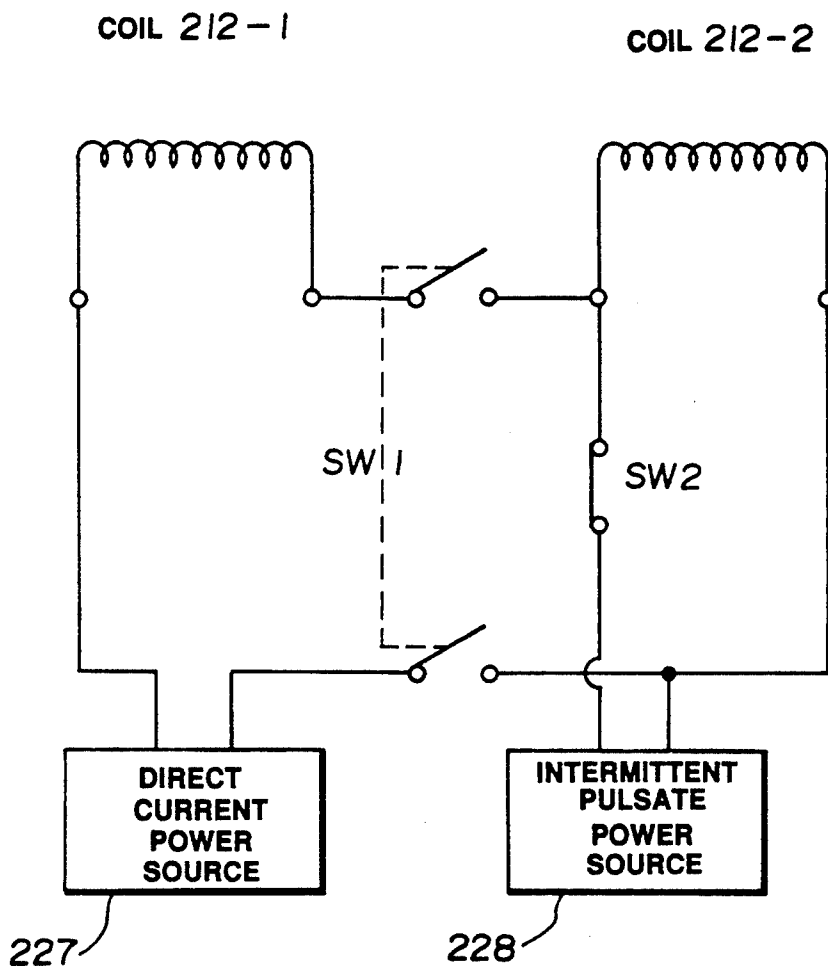 COIL 212-1
COIL 212-2
SW 1
SW2
DIRECT
CURRENT
POWER
SOURCE
INTERMITTENT
PULSATE
POWER
SOURCE
227
228